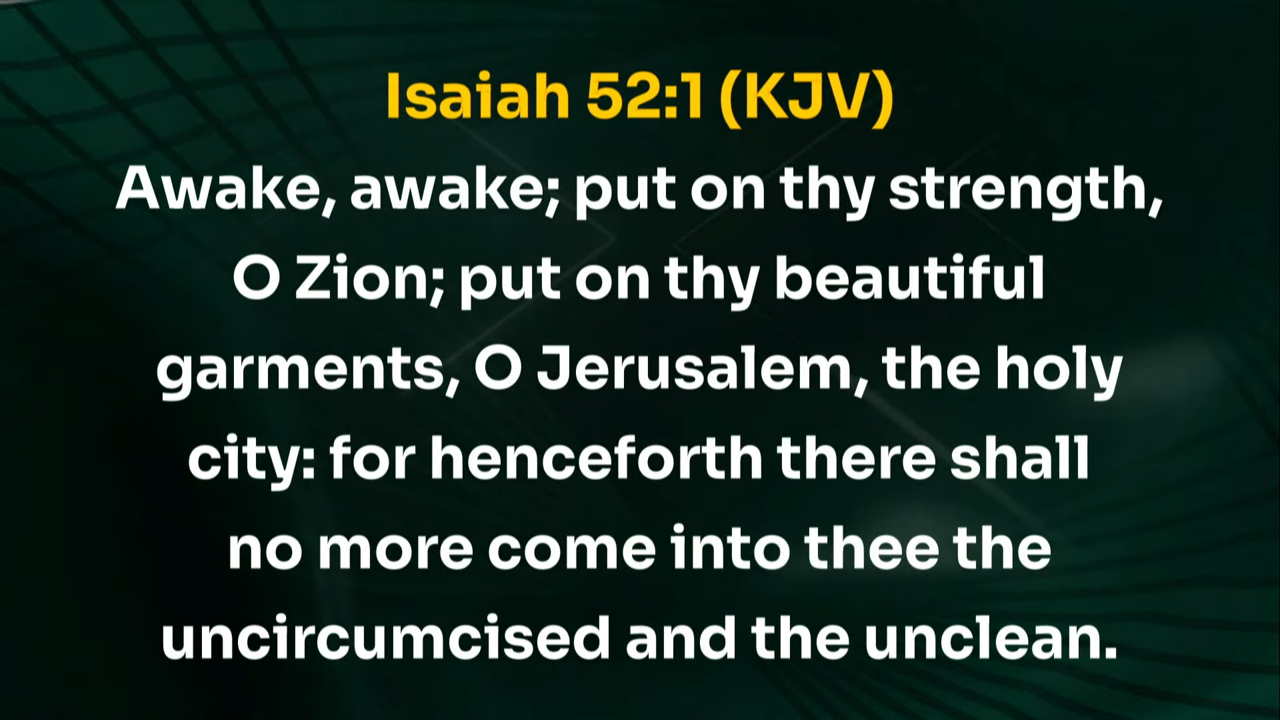 Isaiah 52:1 (KJV)
Awake, awake; put on thy strength,
O Zion; put on thy beautiful
garments, O Jerusalem, the holy
city: for henceforth there shall
no more come into thee the
uncircumcised and the unclean.